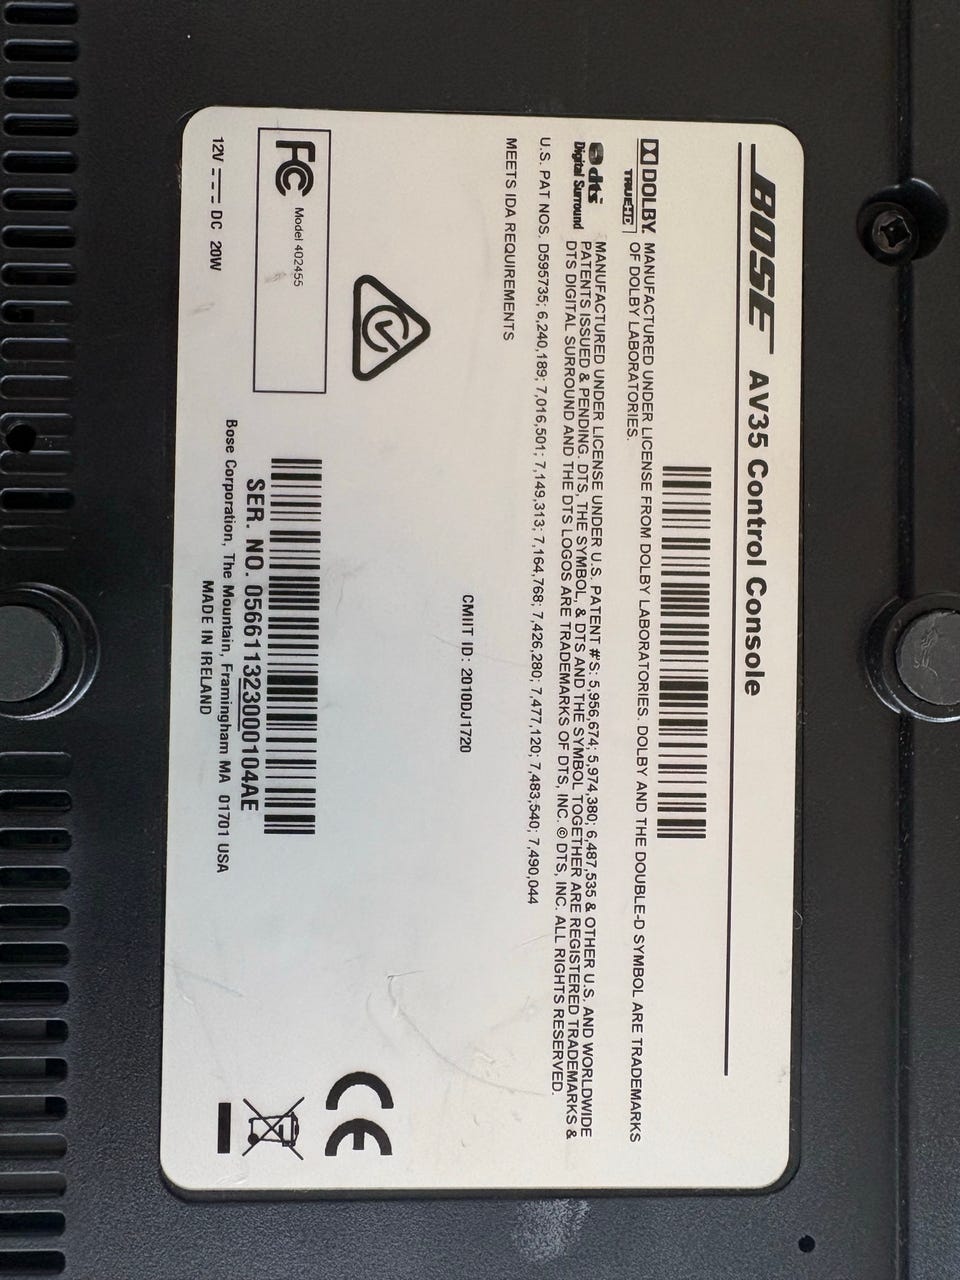 BOSE AV35 Control Console
DOLBY TRUEHD
MANUFACTURED UNDER LICENSE FROM DOLBY LABORATORIES. DOLBY AND THE DOUBLE-D SYMBOL ARE TRADEMARKS
OF DOLBY LABORATORIES.
dts Digital Surround
MANUFACTURED UNDER LICENSE UNDER U.S. PATENT #'S: 5,956,674; 5,974,380; 6,487,535 & OTHER U.S. AND WORLDWIDE
PATENTS ISSUED & PENDING. DTS, THE SYMBOL, & DTS AND THE SYMBOL TOGETHER ARE REGISTERED TRADEMARKS &
DTS DIGITAL SURROUND AND THE DTS LOGOS ARE TRADEMARKS OF DTS, INC. © DTS, INC. ALL RIGHTS RESERVED.
U.S. PAT NOS. D595735; 6,240,189; 7,016,501; 7,149,313; 7,164,768; 7,426,280; 7,477,120; 7,483,540; 7,490,044
MEETS IDA REQUIREMENTS
CMIIT ID: 2010DJ1720
FC Model 402455
CE
12V DC 20W
SER. NO. 056611323000104AE
Bose Corporation, The Mountain, Framingham MA 01701 USA
MADE IN IRELAND